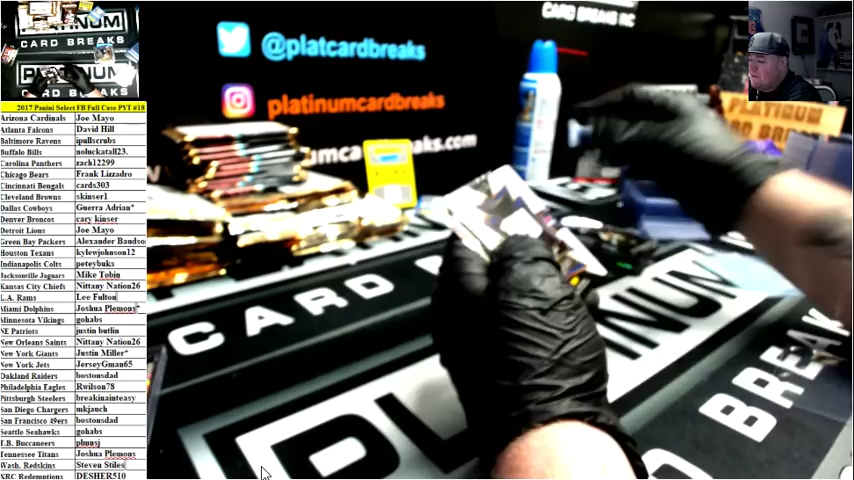 PLATINUM
CARD BREAKS
PLATINUM
CARD BREAKS
2017 Panini Select FB Full Case PYT #18
Arizona Cardinals Joe Mayo
Atlanta Falcons David Hill
Baltimore Ravens ipullscrubs
Buffalo Bills noluckatall23.
Carolina Panthers zach12299
Chicago Bears Frank Lizzadro
Cincinnati Bengals cards303
Cleveland Browns skinser1
Dallas Cowboys Guerra Adrian*
Denver Broncos cary kinser
Detroit Lions Joe Mayo
Green Bay Packers Alexander Baudso
Houston Texans kylewjohnson12
Indianapolis Colts peteybuks
Jacksonville Jaguars Mike Tobin
Kansas City Chiefs Nittany Nation26
L.A. Rams Lee Fulton
Miami Dolphins Joshua Plemons*
Minnesota Vikings gohabs
NE Patriots justin butlin
New Orleans Saints Nittany Nation26
New York Giants Justin Miller*
New York Jets JerseyGman65
Oakland Raiders bostonsdad
Philadelphia Eagles Rwilson78
Pittsburgh Steelers breakinainteasy
San Diego Chargers mkjauch
San Francisco 49ers bostonsdad
Seattle Seahawks gohabs
T.B. Buccaneers
Tennessee Titans Joshua Plemons
Wash. Redskins Steven Stiles
XRC Redemptions DESHER510
CARD BREAKS
@platcardbreaks
platinumcardbreaks
s.com
PLATINUM
CARD